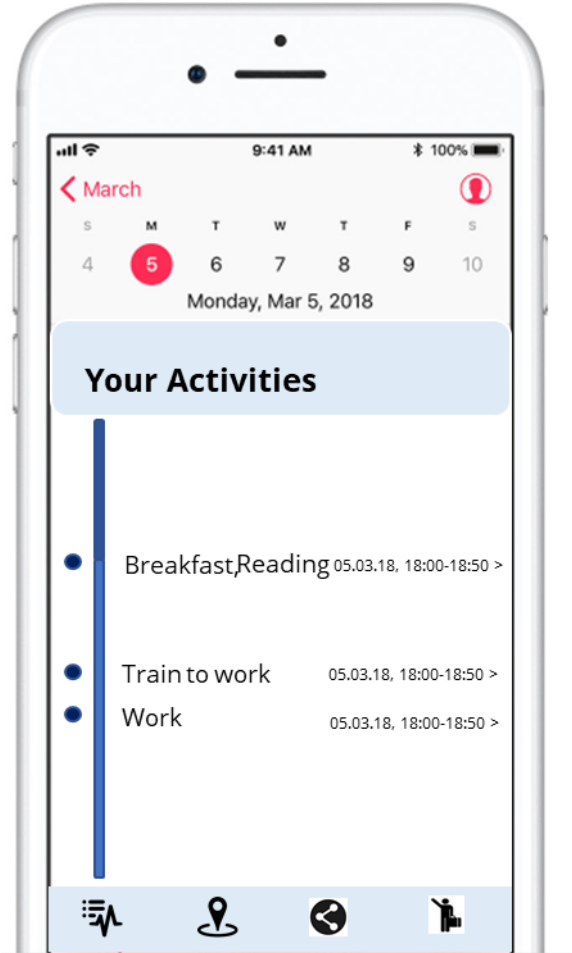 9:41 AM 100%
March
S M T W T F S
4 5 6 7 8 9 10
Monday, Mar 5, 2018
Your Activities
Breakfast,Reading 05.03.18, 18:00-18:50 >
Train to work 05.03.18, 18:00-18:50 >
Work 05.03.18, 18:00-18:50 >